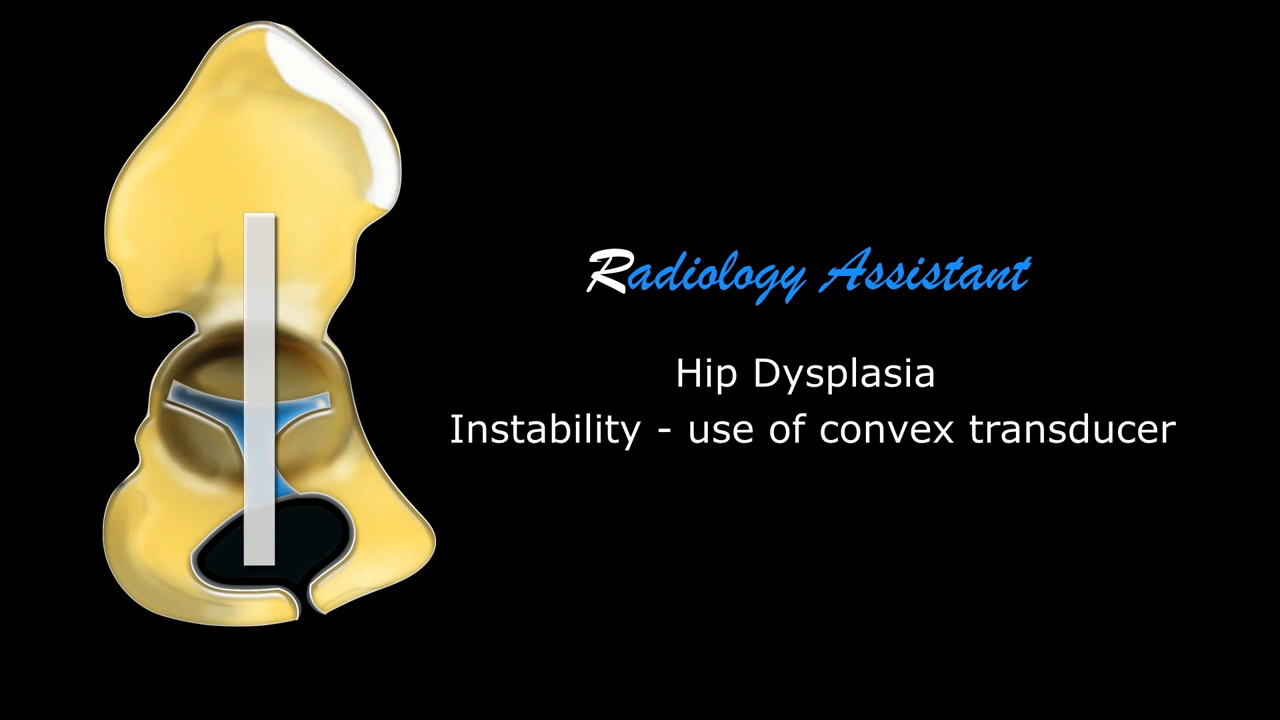 Radiology Assistant
Hip Dysplasia
Instability - use of convex transducer